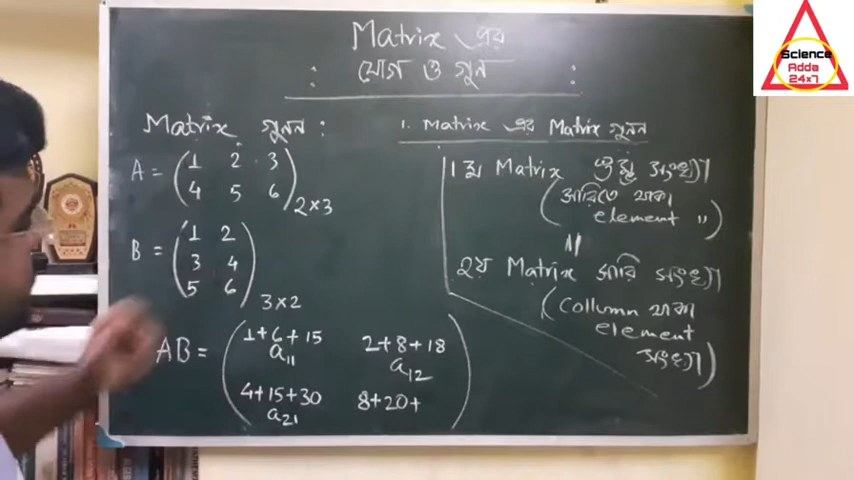 Matrix এর
: যোগ ও গুন :
Science
Adda
24x7
Matrix গুনন :
A = (1 2 3
4 5 6) 2×3
B = (1 2
3 4
5 6) 3×2
AB = (1+6+15 2+8+18
a11 a12
4+15+30 8+20+
a21 )
1. Matrix এর Matrix গুনন
১ম Matrix স্তম্ভ সংখ্যা
(সারিতে থাকা
element ")
=
২য় Matrix সারি সংখ্যা
(Collumn থাকা
element
সংখ্যা)